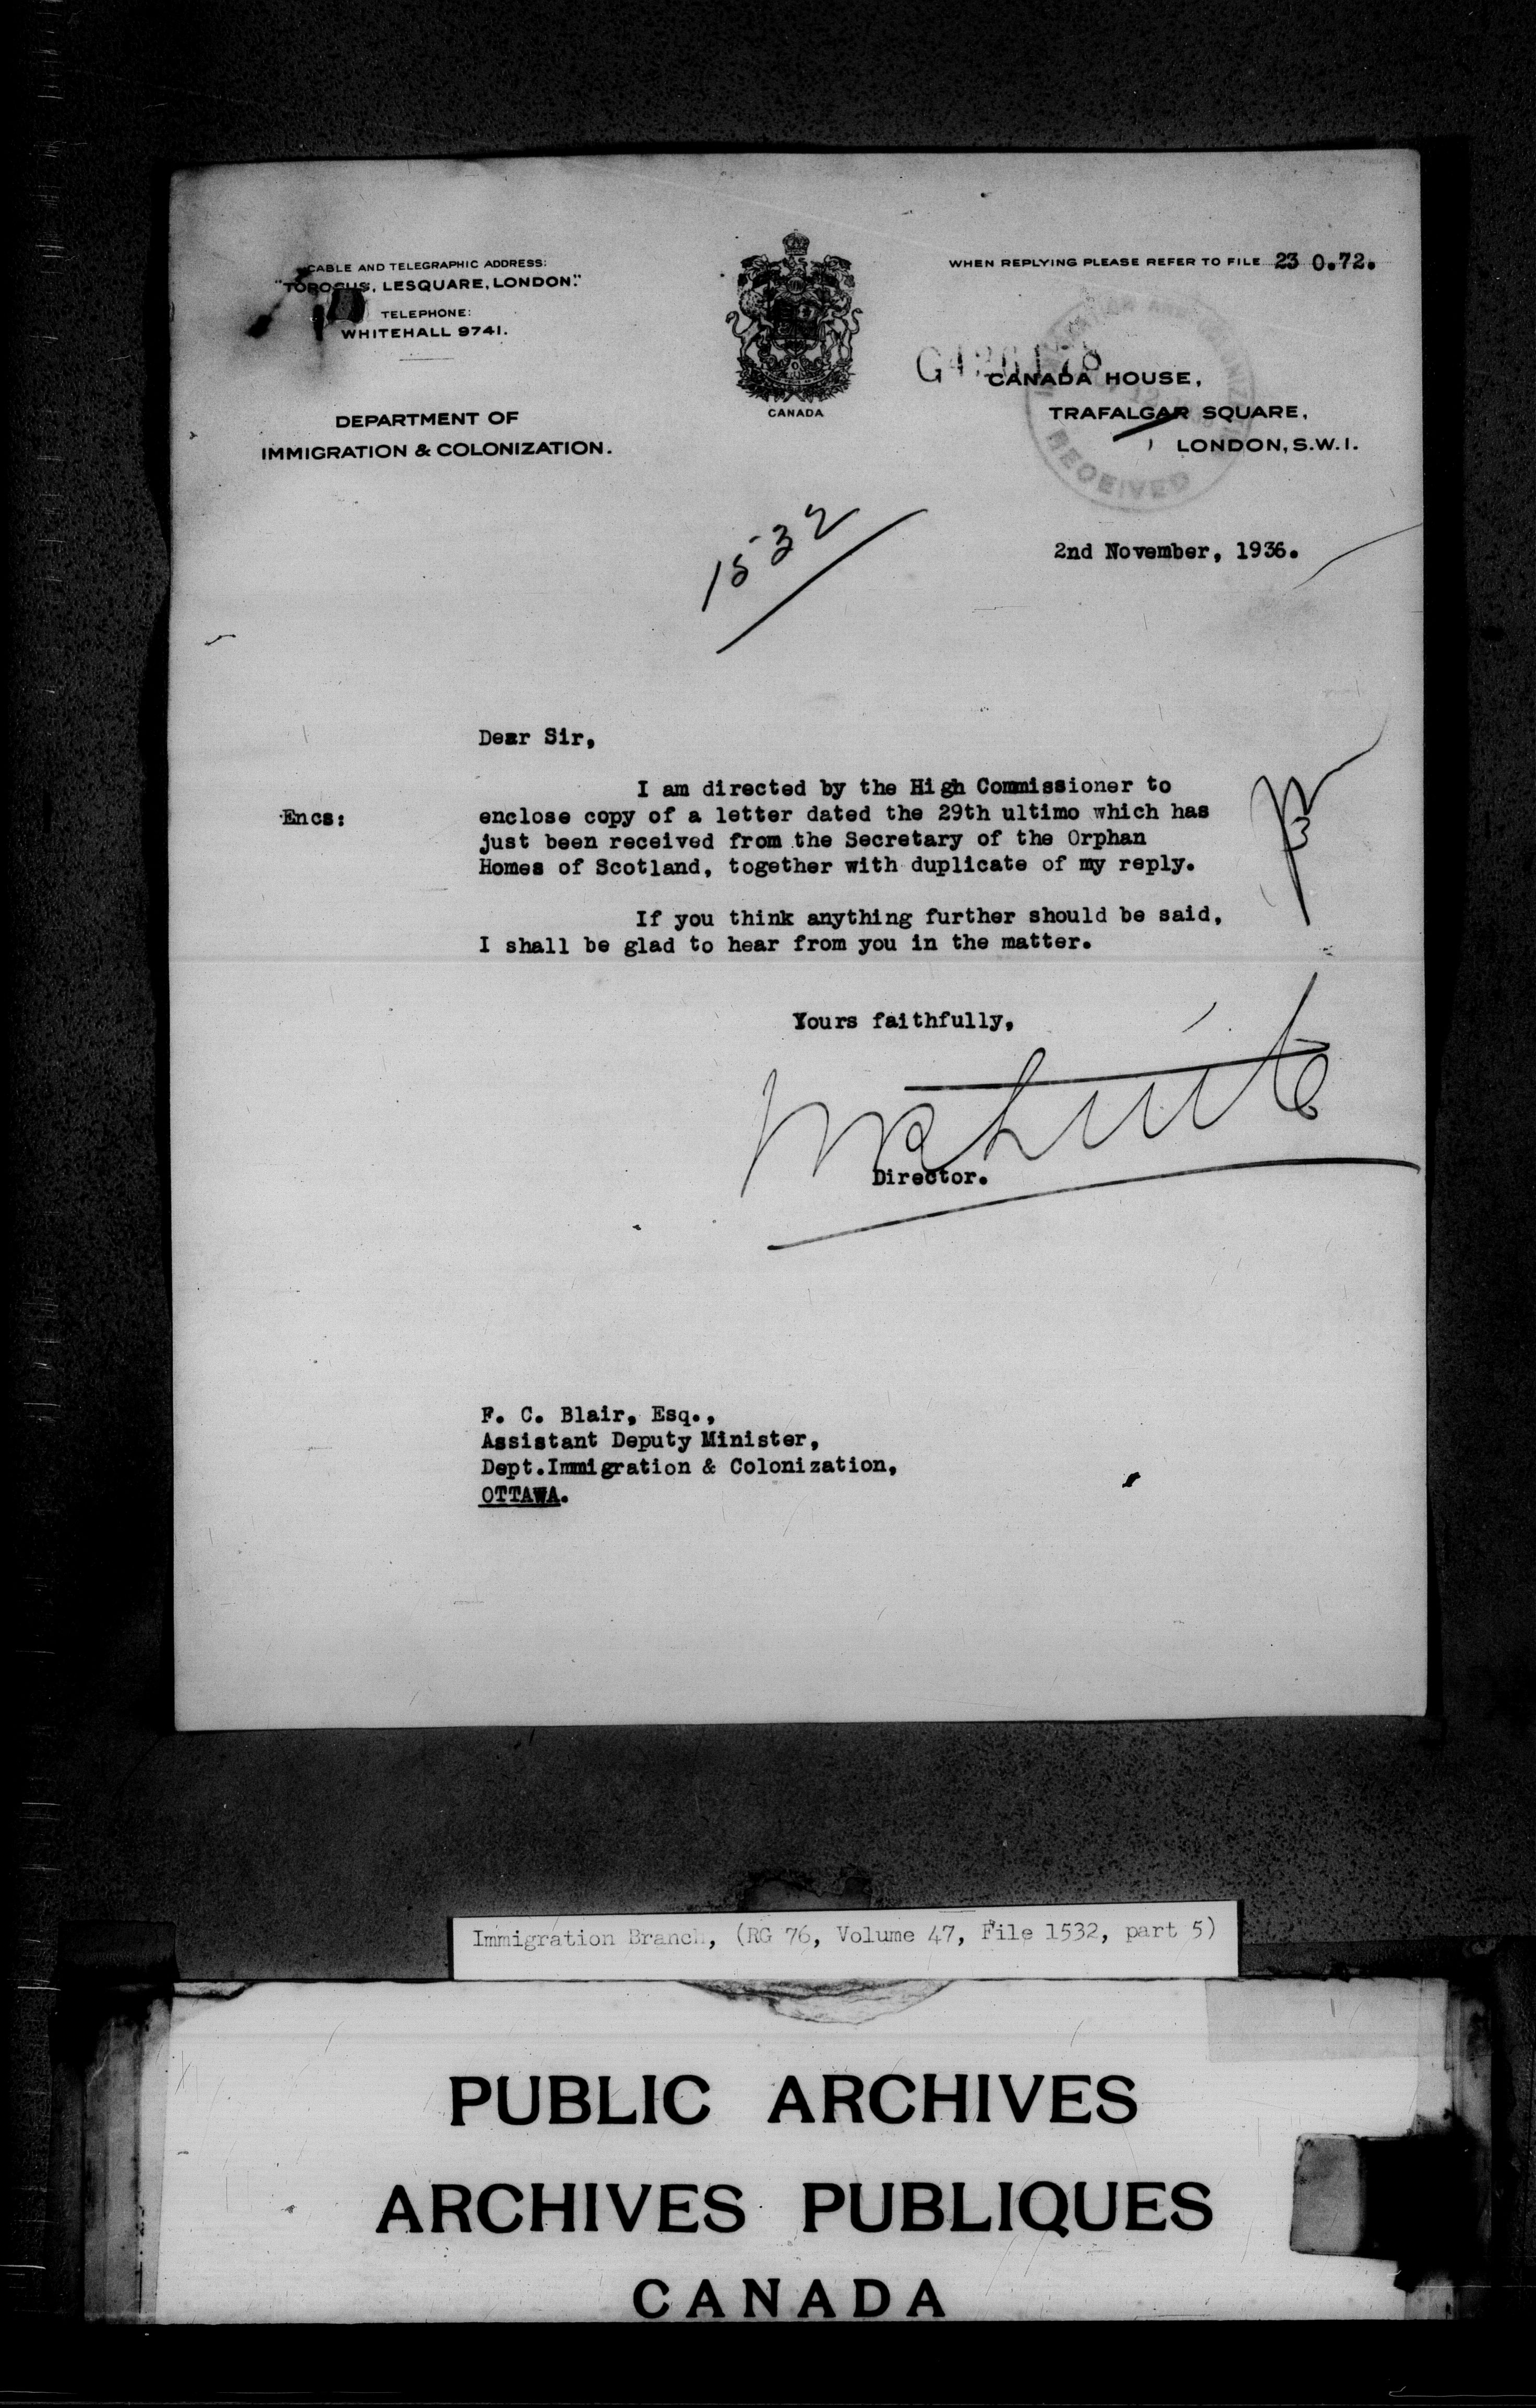 CABLE AND TELEGRAPHIC ADDRESS:
"TOROSUS, LESQUARE, LONDON."
TELEPHONE:
WHITEHALL 9741.
DEPARTMENT OF
IMMIGRATION & COLONIZATION.
CANADA
WHEN REPLYING PLEASE REFER TO FILE 23 0.72.
CANADA HOUSE,
TRAFALGAR SQUARE,
LONDON, S.W.1.
RECEIVED
1532
2nd November, 1936.
Dear Sir,
I am directed by the High Commissioner to
Encs: enclose copy of a letter dated the 29th ultimo which has
just been received from the Secretary of the Orphan
Homes of Scotland, together with duplicate of my reply.
If you think anything further should be said,
I shall be glad to hear from you in the matter.
Yours faithfully,
Director.
F. C. Blair, Esq.,
Assistant Deputy Minister,
Dept.Immigration & Colonization,
OTTAWA.
Immigration Branch, (RG 76, Volume 47, File 1532, part 5)
PUBLIC ARCHIVES
ARCHIVES PUBLIQUES
CANADA